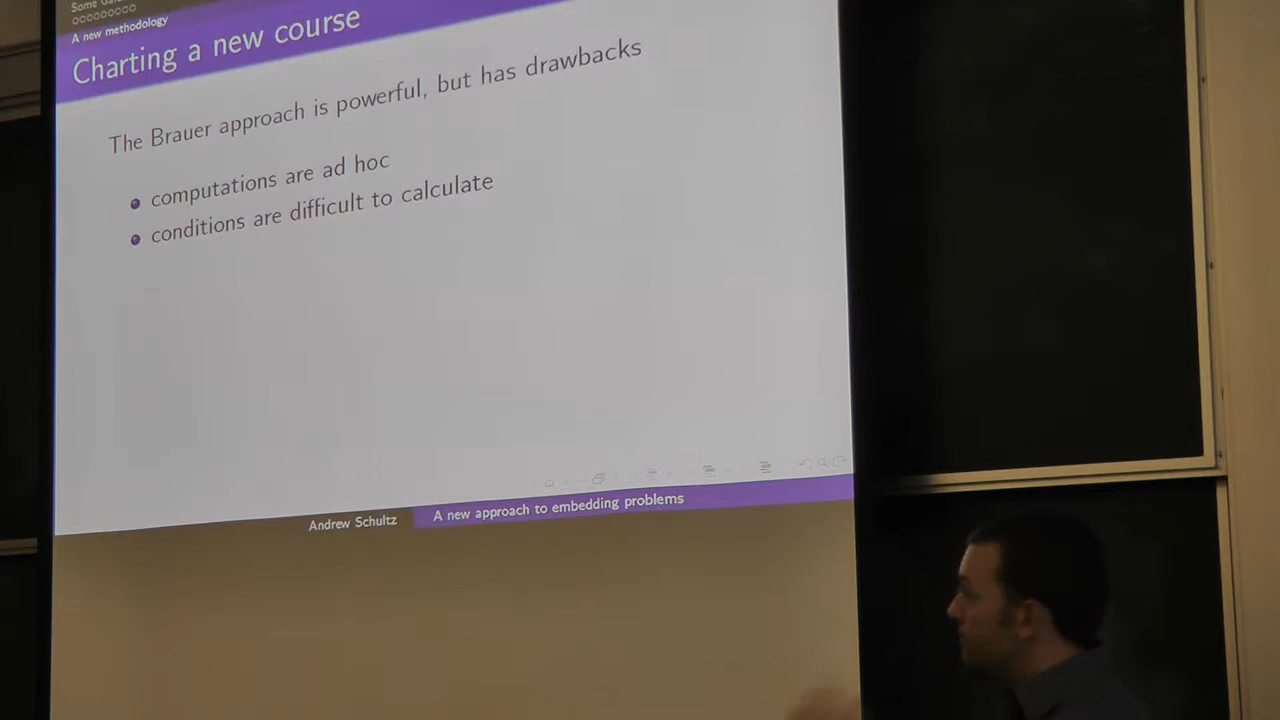 Some
A new methodology
Charting a new course
The Brauer approach is powerful, but has drawbacks
computations are ad hoc
conditions are difficult to calculate
Andrew Schultz
A new approach to embedding problems